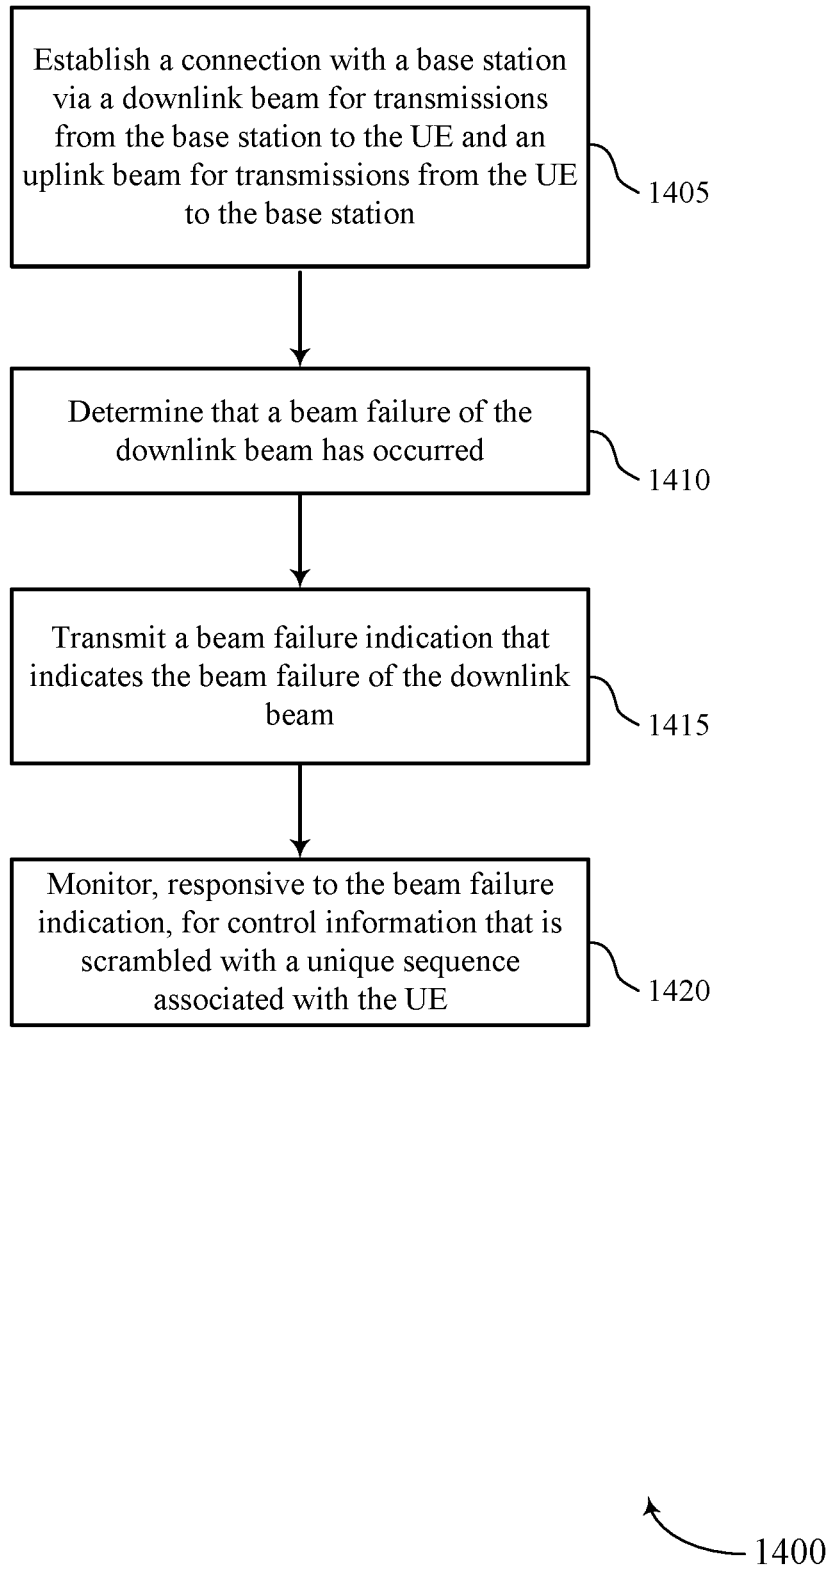 Establish a connection with a base station
via a downlink beam for transmissions
from the base station to the UE and an
uplink beam for transmissions from the UE
to the base station
1405
Determine that a beam failure of the
downlink beam has occurred
1410
Transmit a beam failure indication that
indicates the beam failure of the downlink
beam
1415
Monitor, responsive to the beam failure
indication, for control information that is
scrambled with a unique sequence
associated with the UE
1420
1400